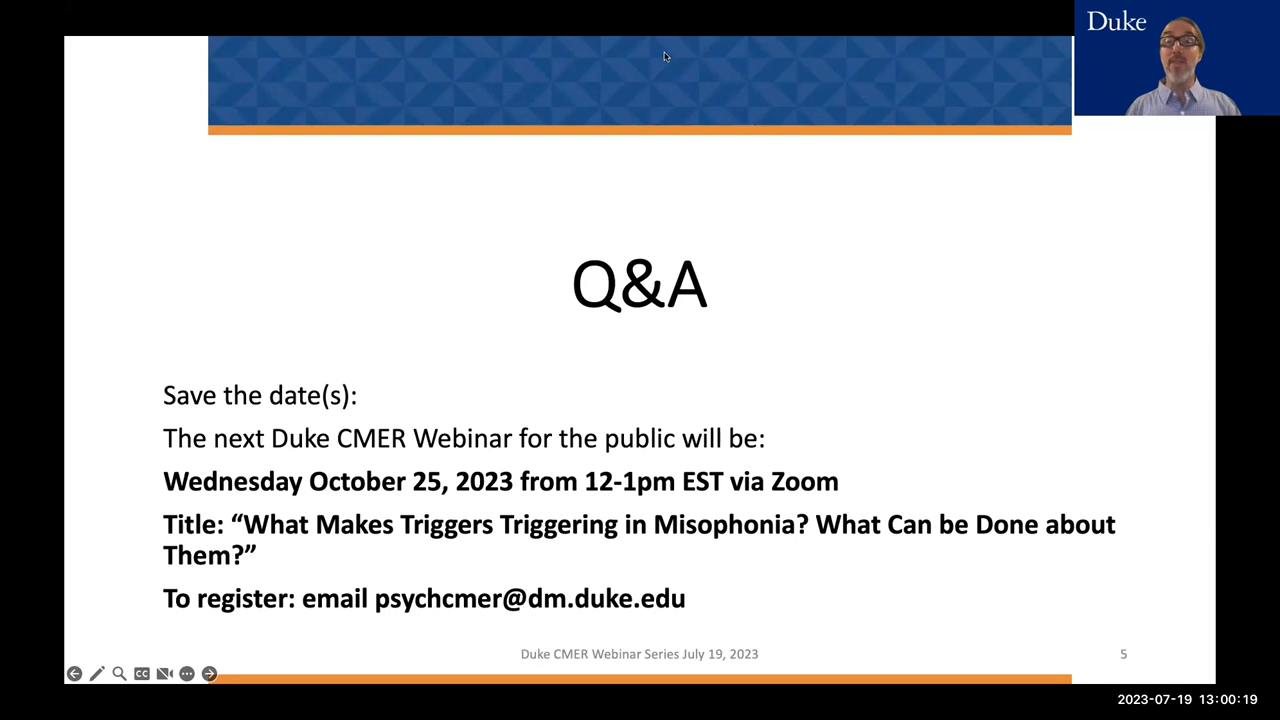 Duke
Q&A
Save the date(s):
The next Duke CMER Webinar for the public will be:
Wednesday October 25, 2023 from 12-1pm EST via Zoom
Title: “What Makes Triggers Triggering in Misophonia? What Can be Done about
Them?”
To register: email psychcmer@dm.duke.edu
Duke CMER Webinar Series July 19, 2023
5
CC
2023-07-19 13:00:19